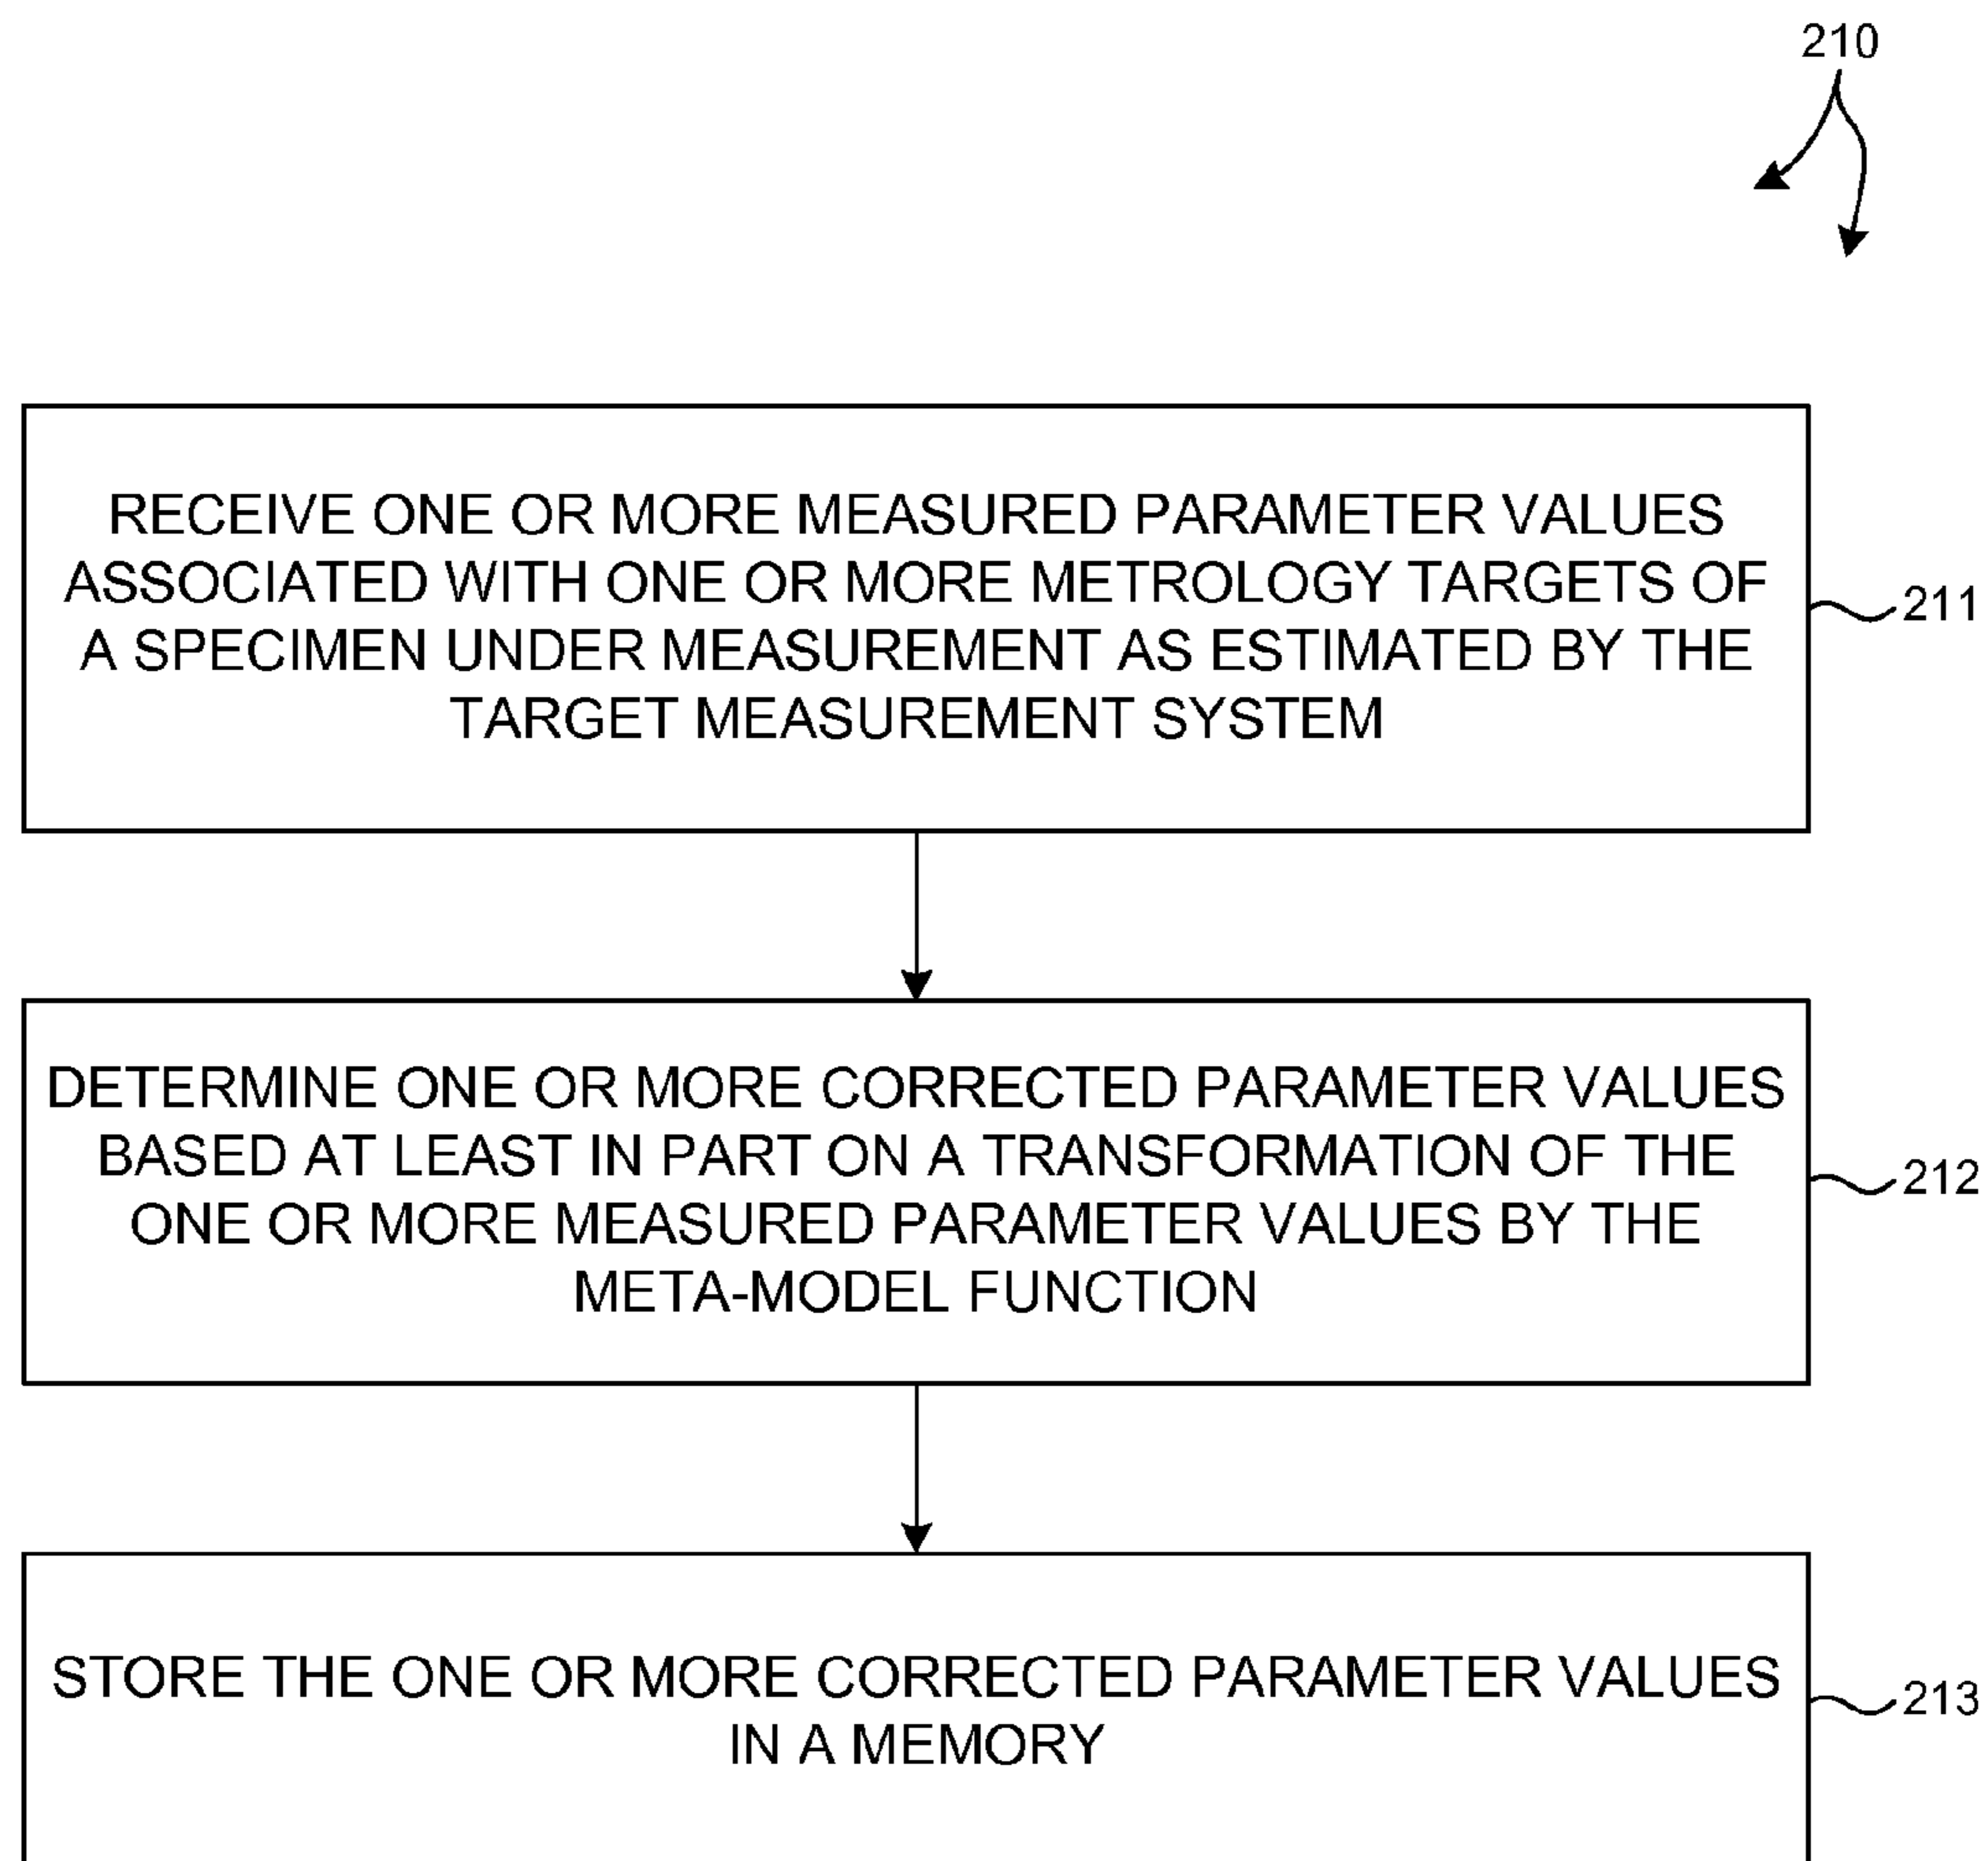 210
RECEIVE ONE OR MORE MEASURED PARAMETER VALUES
ASSOCIATED WITH ONE OR MORE METROLOGY TARGETS OF
A SPECIMEN UNDER MEASUREMENT AS ESTIMATED BY THE
TARGET MEASUREMENT SYSTEM
211
DETERMINE ONE OR MORE CORRECTED PARAMETER VALUES
BASED AT LEAST IN PART ON A TRANSFORMATION OF THE
ONE OR MORE MEASURED PARAMETER VALUES BY THE
META-MODEL FUNCTION
212
STORE THE ONE OR MORE CORRECTED PARAMETER VALUES
IN A MEMORY
213